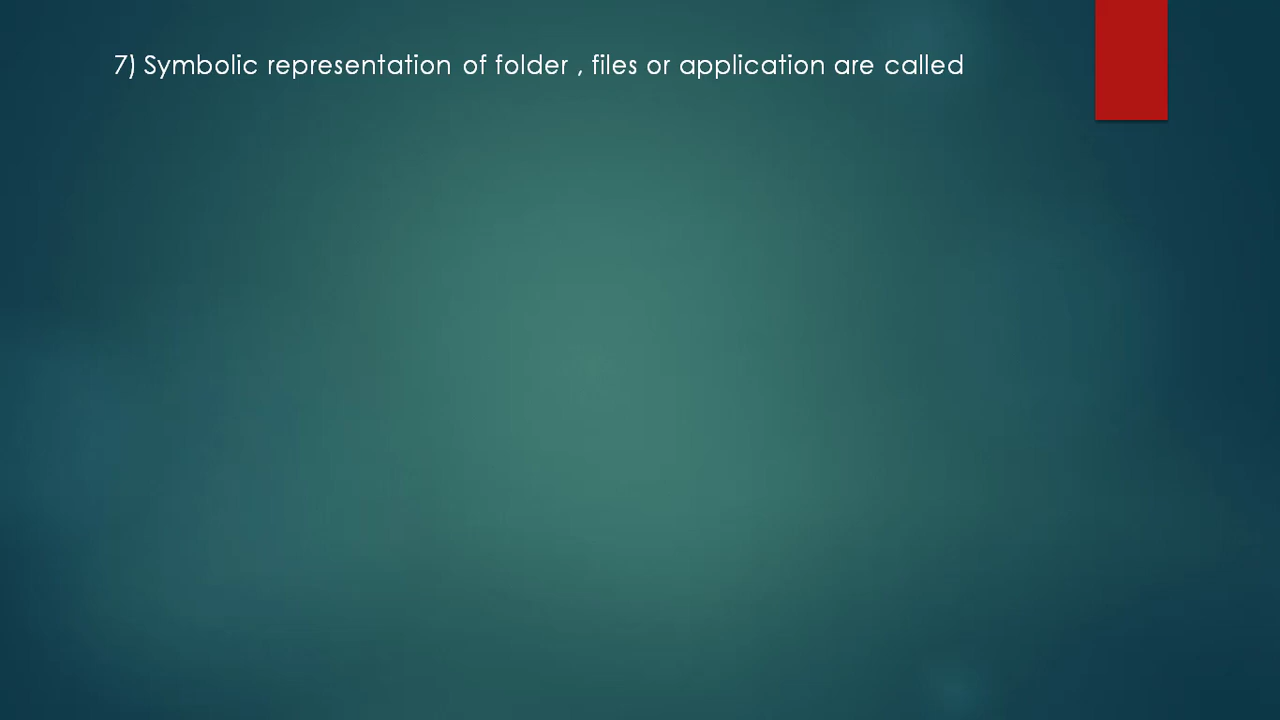 7) Symbolic representation of folder , files or application are called